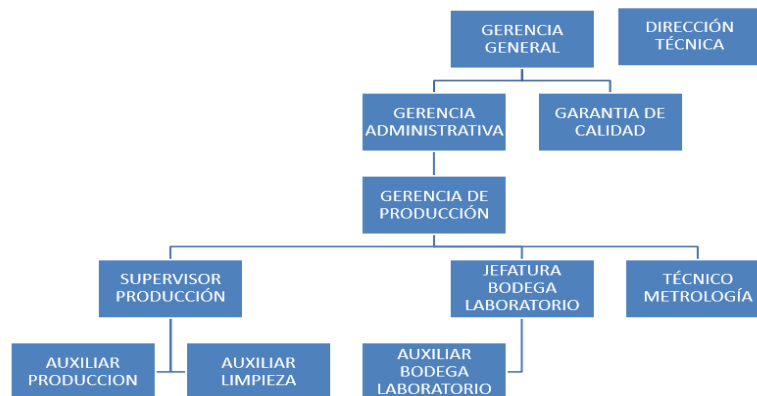 GERENCIA
GENERAL
DIRECCIÓN
TÉCNICA
GERENCIA
ADMINISTRATIVA
GARANTIA DE
CALIDAD
GERENCIA DE
PRODUCCIÓN
SUPERVISOR
PRODUCCIÓN
JEFATURA
BODEGA
LABORATORIO
TÉCNICO
METROLOGÍA
AUXILIAR
PRODUCCION
AUXILIAR
LIMPIEZA
AUXILIAR
BODEGA
LABORATORIO